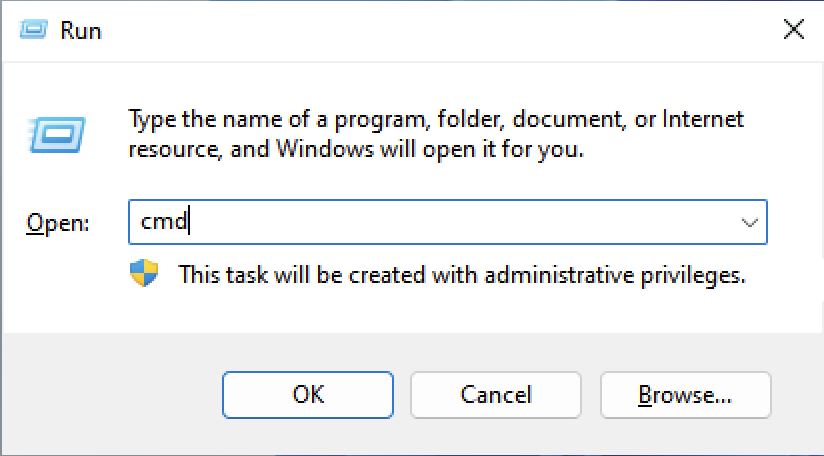 Run
Type the name of a program, folder, document, or Internet
resource, and Windows will open it for you.
Open: cmd
This task will be created with administrative privileges.
OK Cancel Browse...